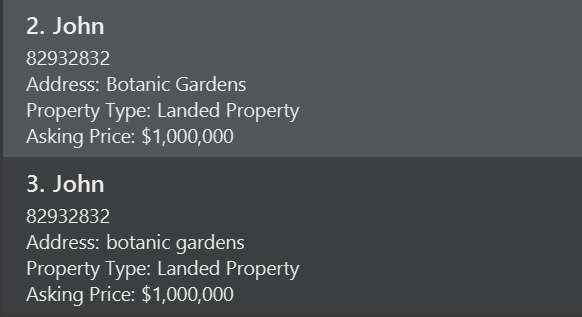 2. John
82932832
Address: Botanic Gardens
Property Type: Landed Property
Asking Price: $1,000,000
3. John
82932832
Address: botanic gardens
Property Type: Landed Property
Asking Price: $1,000,000